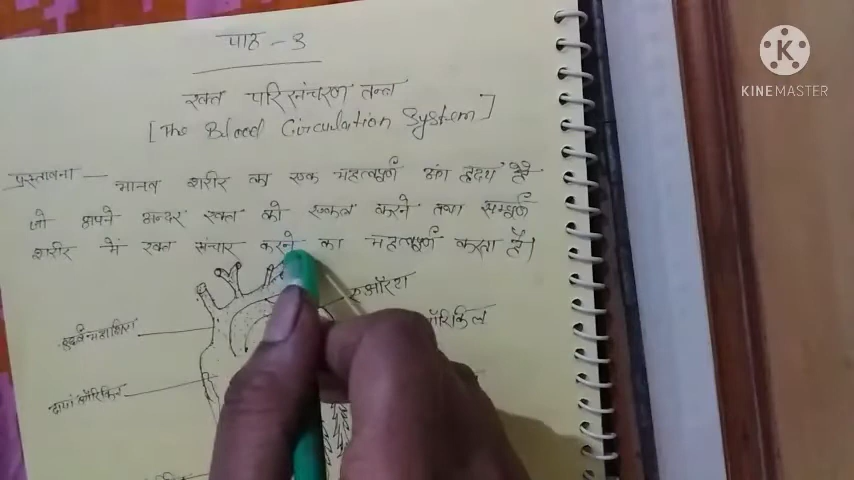 पाठ - 3
रक्त परिसंचरण तन्त्र
[The Blood Circulation System]
प्रस्तावना — मानव शरीर का एक महत्वपूर्ण अंग हृदय है
जो अपने अन्दर रक्त को एकत्र करने तथा सम्पूर्ण
शरीर में रक्त संचार करने का महत्वपूर्ण करता है।
KINEMASTER